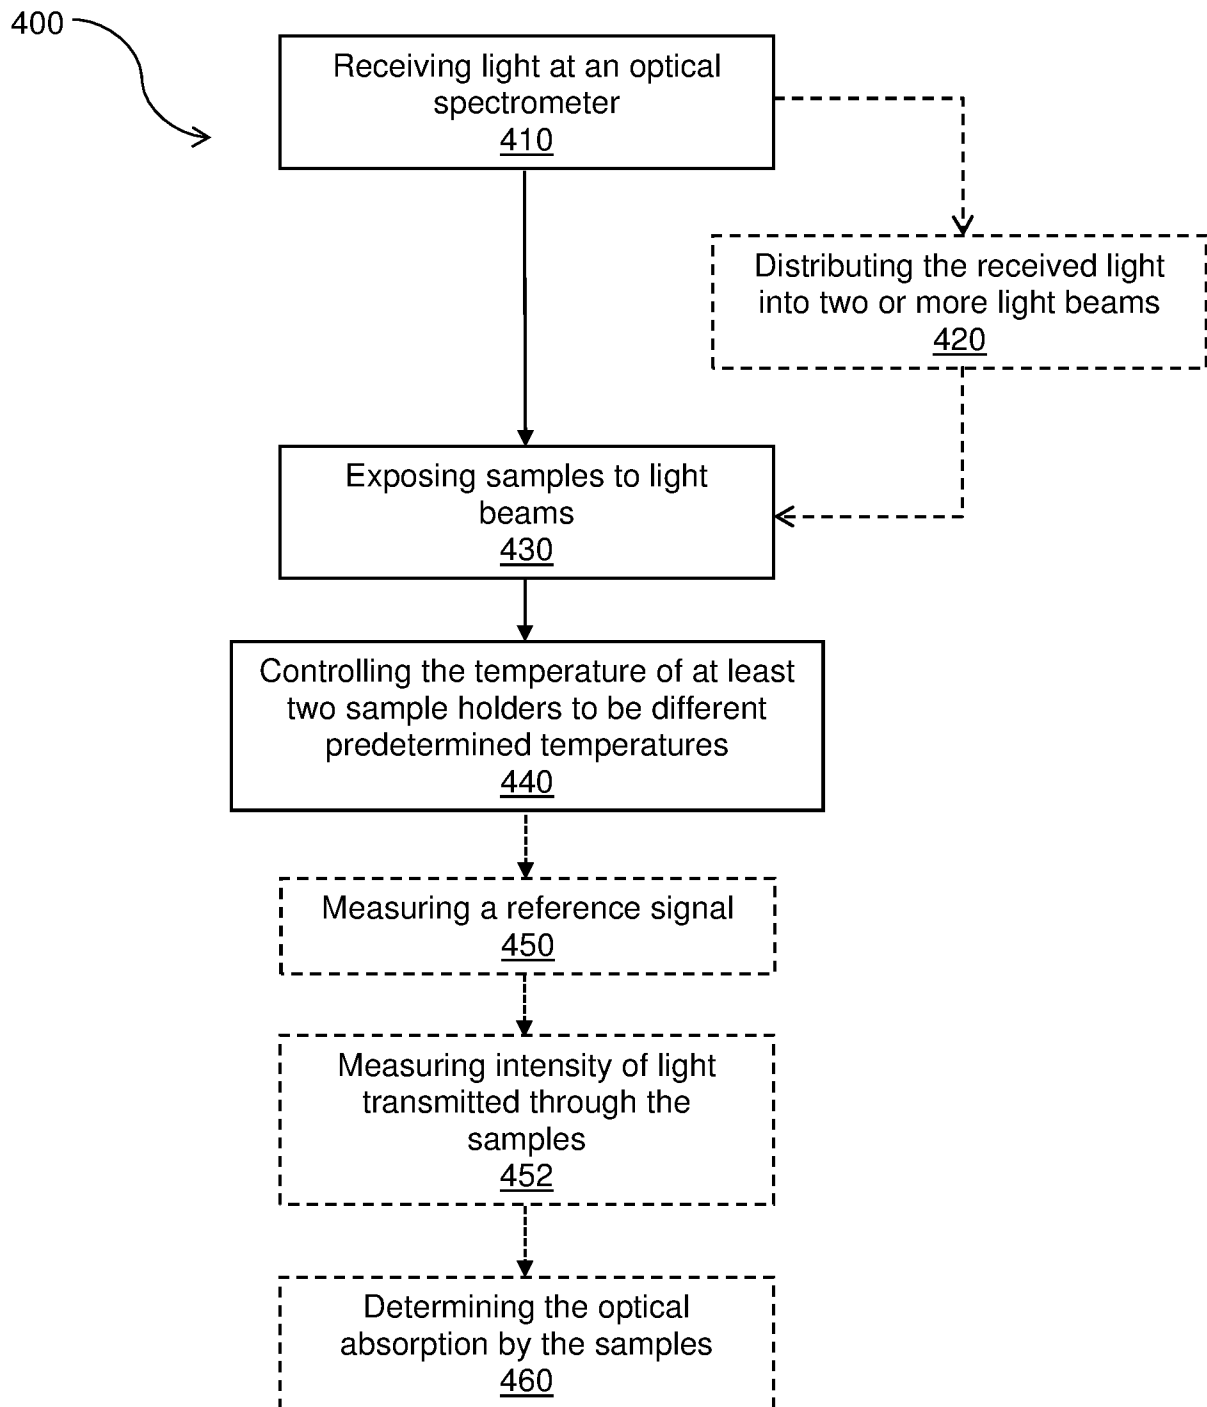 400
Receiving light at an optical
spectrometer
410
Distributing the received light
into two or more light beams
420
Exposing samples to light
beams
430
Controlling the temperature of at least
two sample holders to be different
predetermined temperatures
440
Measuring a reference signal
450
Measuring intensity of light
transmitted through the
samples
452
Determining the optical
absorption by the samples
460